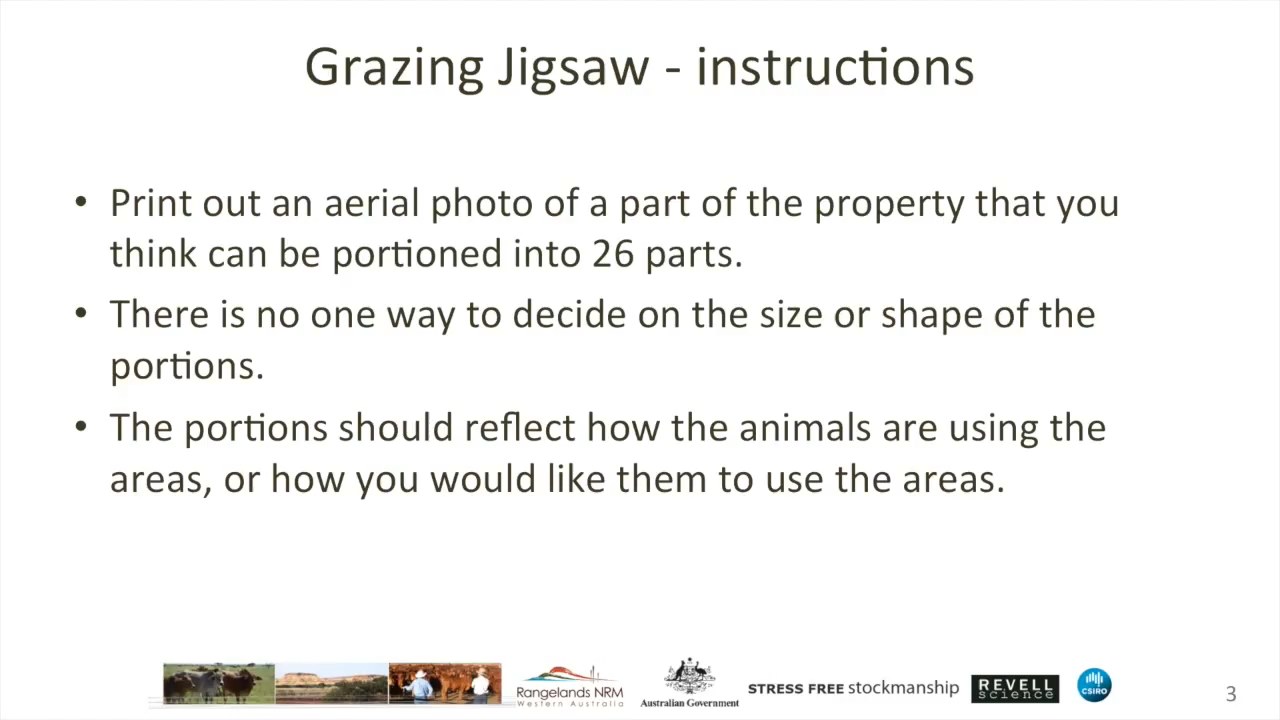 Grazing Jigsaw - instructions
• Print out an aerial photo of a part of the property that you
think can be portioned into 26 parts.
• There is no one way to decide on the size or shape of the
portions.
• The portions should reflect how the animals are using the
areas, or how you would like them to use the areas.
Rangelands NRM
Western Australia
Australian Government
STRESS FREE stockmanship
REVELL
science
CSIRO
3